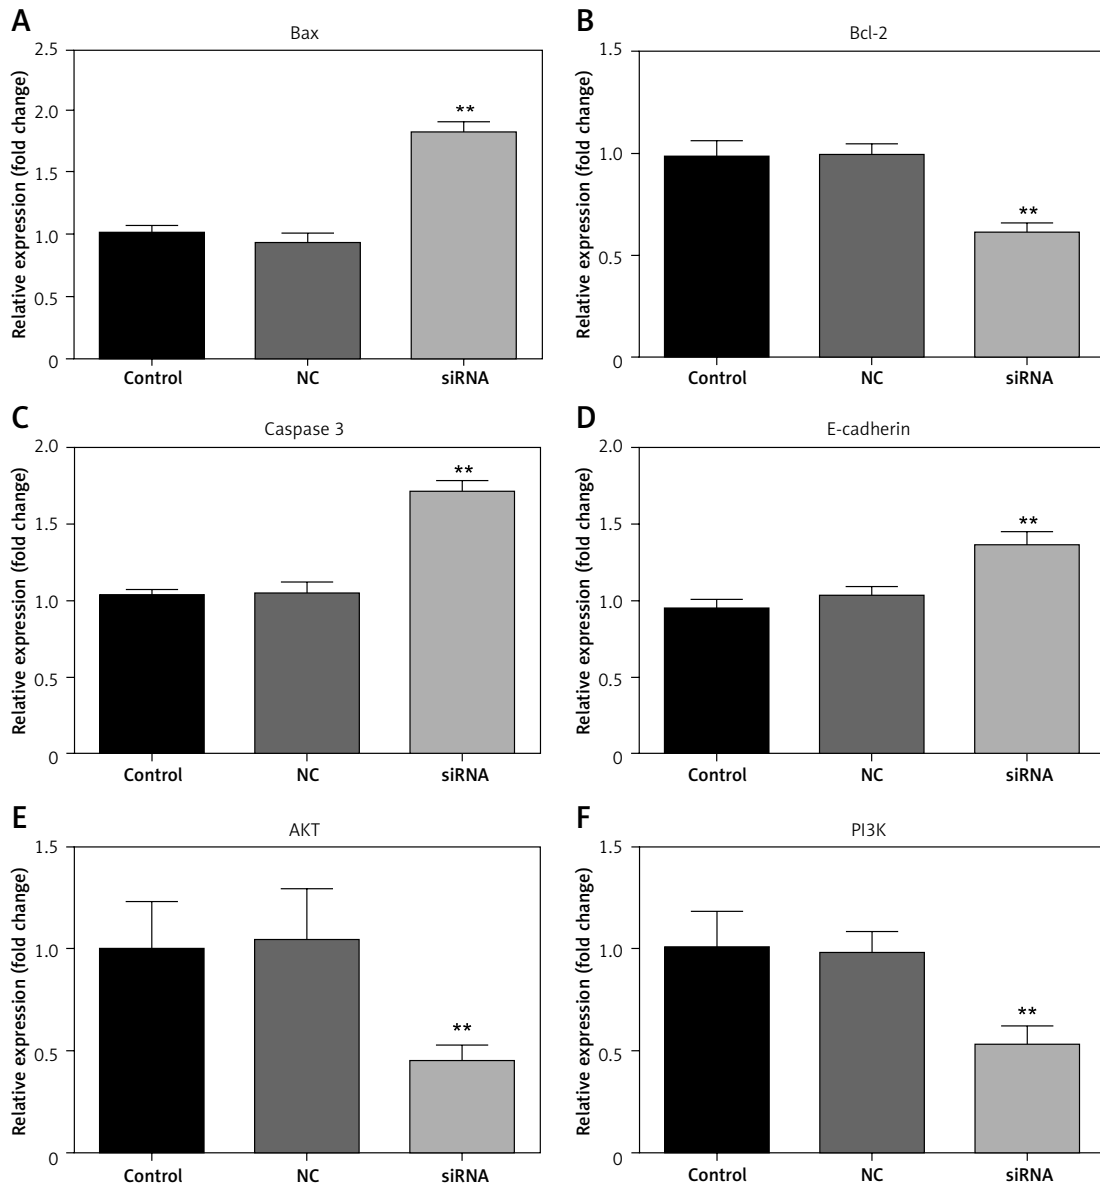 A
Bax
Relative expression (fold change)
2.5
2.0
1.5
1.0
0.5
0
**
Control NC siRNA
B
Bcl-2
Relative expression (fold change)
1.5
1.0
0.5
0
**
Control NC siRNA
C
Caspase 3
Relative expression (fold change)
2.0
1.5
1.0
0.5
0
**
Control NC siRNA
D
E-cadherin
Relative expression (fold change)
2.0
1.5
1.0
0.5
0
**
Control NC siRNA
E
AKT
Relative expression (fold change)
1.5
1.0
0.5
0
**
Control NC siRNA
F
PI3K
Relative expression (fold change)
1.5
1.0
0.5
0
**
Control NC siRNA